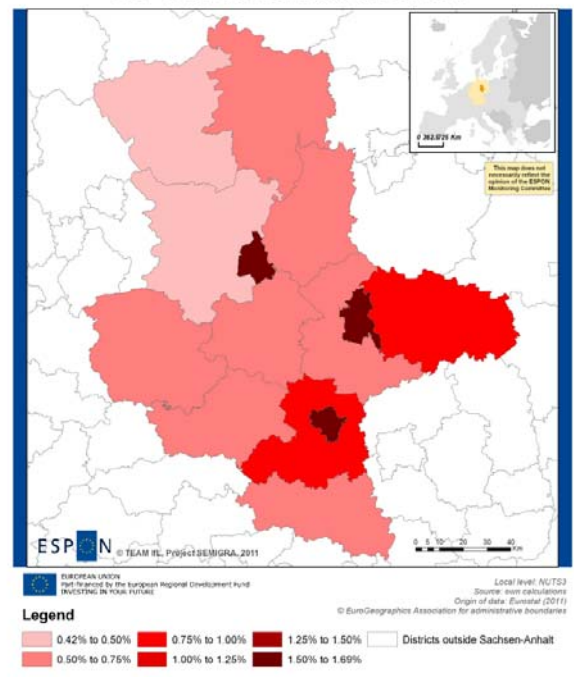 0 362.5725 Km
This map does not
necessarily reflect the
opinion of the ESPON
Monitoring Committee
ESPON
© TEAM IfL, Project SEMIGRA, 2011
0 5 10 20 30 40
Km
EUROPEAN UNION
Part-financed by the European Regional Development Fund
INVESTING IN YOUR FUTURE
Local level: NUTS3
Source: own calculations
Origin of data: Eurostat (2011)
© EuroGeographics Association for administrative boundaries
Legend
0.42% to 0.50% 0.75% to 1.00% 1.25% to 1.50% Districts outside Sachsen-Anhalt
0.50% to 0.75% 1.00% to 1.25% 1.50% to 1.69%